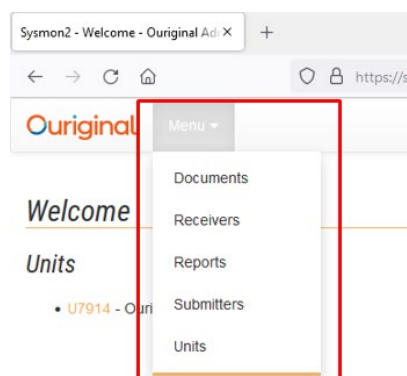 Sysmon2 - Welcome - Ouriginal Ad
https://s
Ouriginal Menu
Documents
Welcome
Receivers
Units
Reports
Submitters
U7914 - Ouri
Units